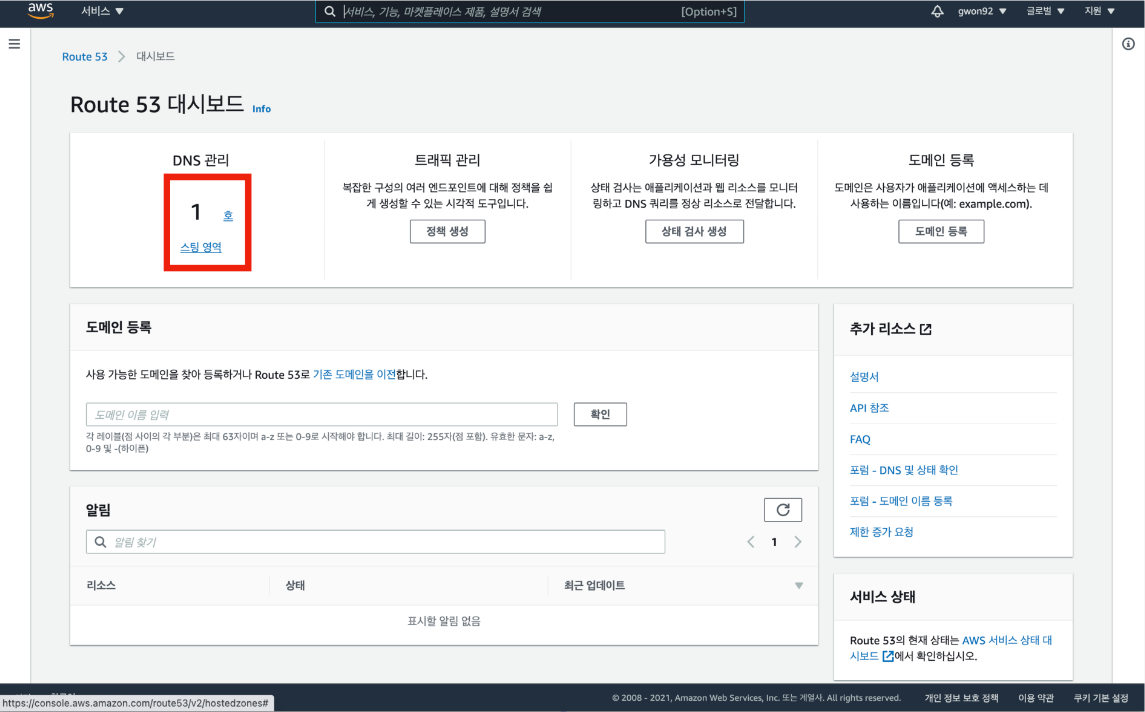 aws
서비스 ▼
서비스, 기능, 마켓플레이스 제품, 설명서 검색
[Option+S]
gwon92 ▼
글로벌 ▼
지원 ▼
Route 53 > 대시보드
Route 53 대시보드 Info
DNS 관리
1 호
스팅 영역
트래픽 관리
복잡한 구성의 여러 엔드포인트에 대해 정책을 쉽
게 생성할 수 있는 시각적 도구입니다.
정책 생성
가용성 모니터링
상태 검사는 애플리케이션과 웹 리소스를 모니터
링하고 DNS 쿼리를 정상 리소스로 전달합니다.
상태 검사 생성
도메인 등록
도메인은 사용자가 애플리케이션에 액세스하는 데
사용하는 이름입니다(예: example.com).
도메인 등록
도메인 등록
사용 가능한 도메인을 찾아 등록하거나 Route 53로 기존 도메인을 이전합니다.
도메인 이름 입력
확인
각 레이블(점 사이의 각 부분)은 최대 63자이며 a-z 또는 0-9로 시작해야 합니다. 최대 길이: 255자(점 포함). 유효한 문자: a-z,
0-9 및 -(하이픈)
알림
알림 찾기
1
리소스
상태
최근 업데이트
표시할 알림 없음
추가 리소스
설명서
API 참조
FAQ
포럼 - DNS 및 상태 확인
포럼 - 도메인 이름 등록
제한 증가 요청
서비스 상태
Route 53의 현재 상태는 AWS 서비스 상태 대
시보드 에서 확인하십시오.
https://console.aws.amazon.com/route53/v2/hostedzones#
© 2008 - 2021, Amazon Web Services, Inc. 또는 계열사. All rights reserved.
개인 정보 보호 정책
이용 약관
쿠키 기본 설정